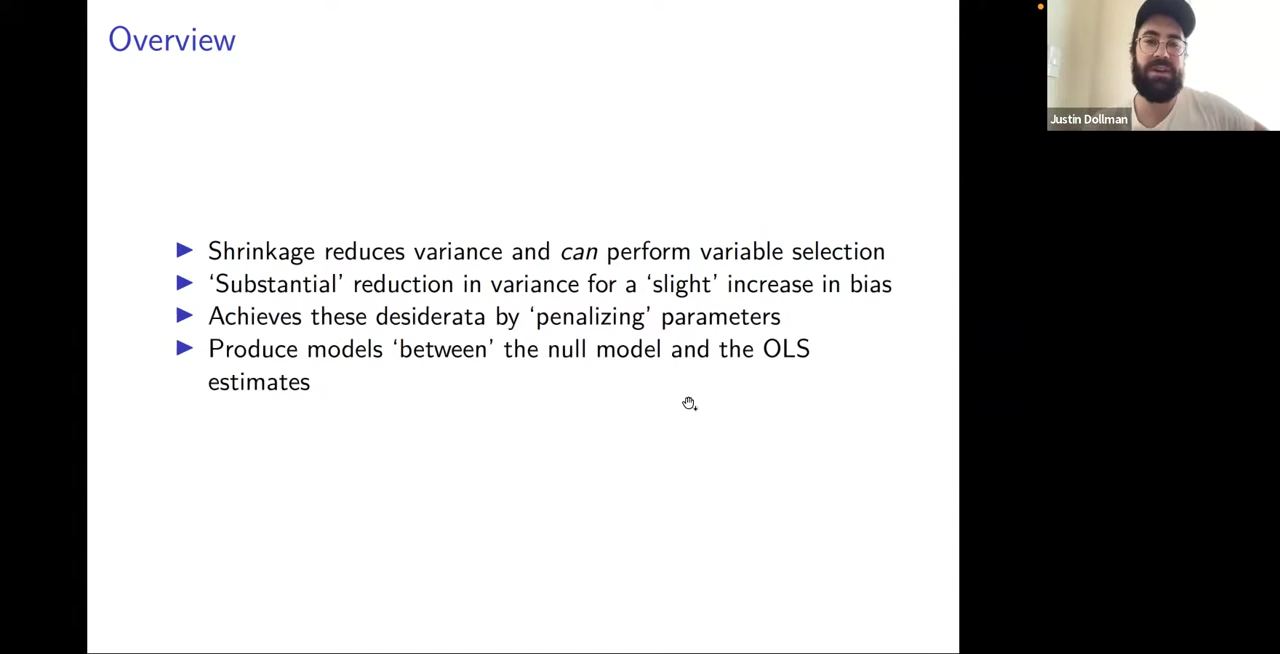 Overview
Shrinkage reduces variance and can perform variable selection
‘Substantial’ reduction in variance for a ‘slight’ increase in bias
Achieves these desiderata by ‘penalizing’ parameters
Produce models ‘between’ the null model and the OLS
estimates
Justin Dollman